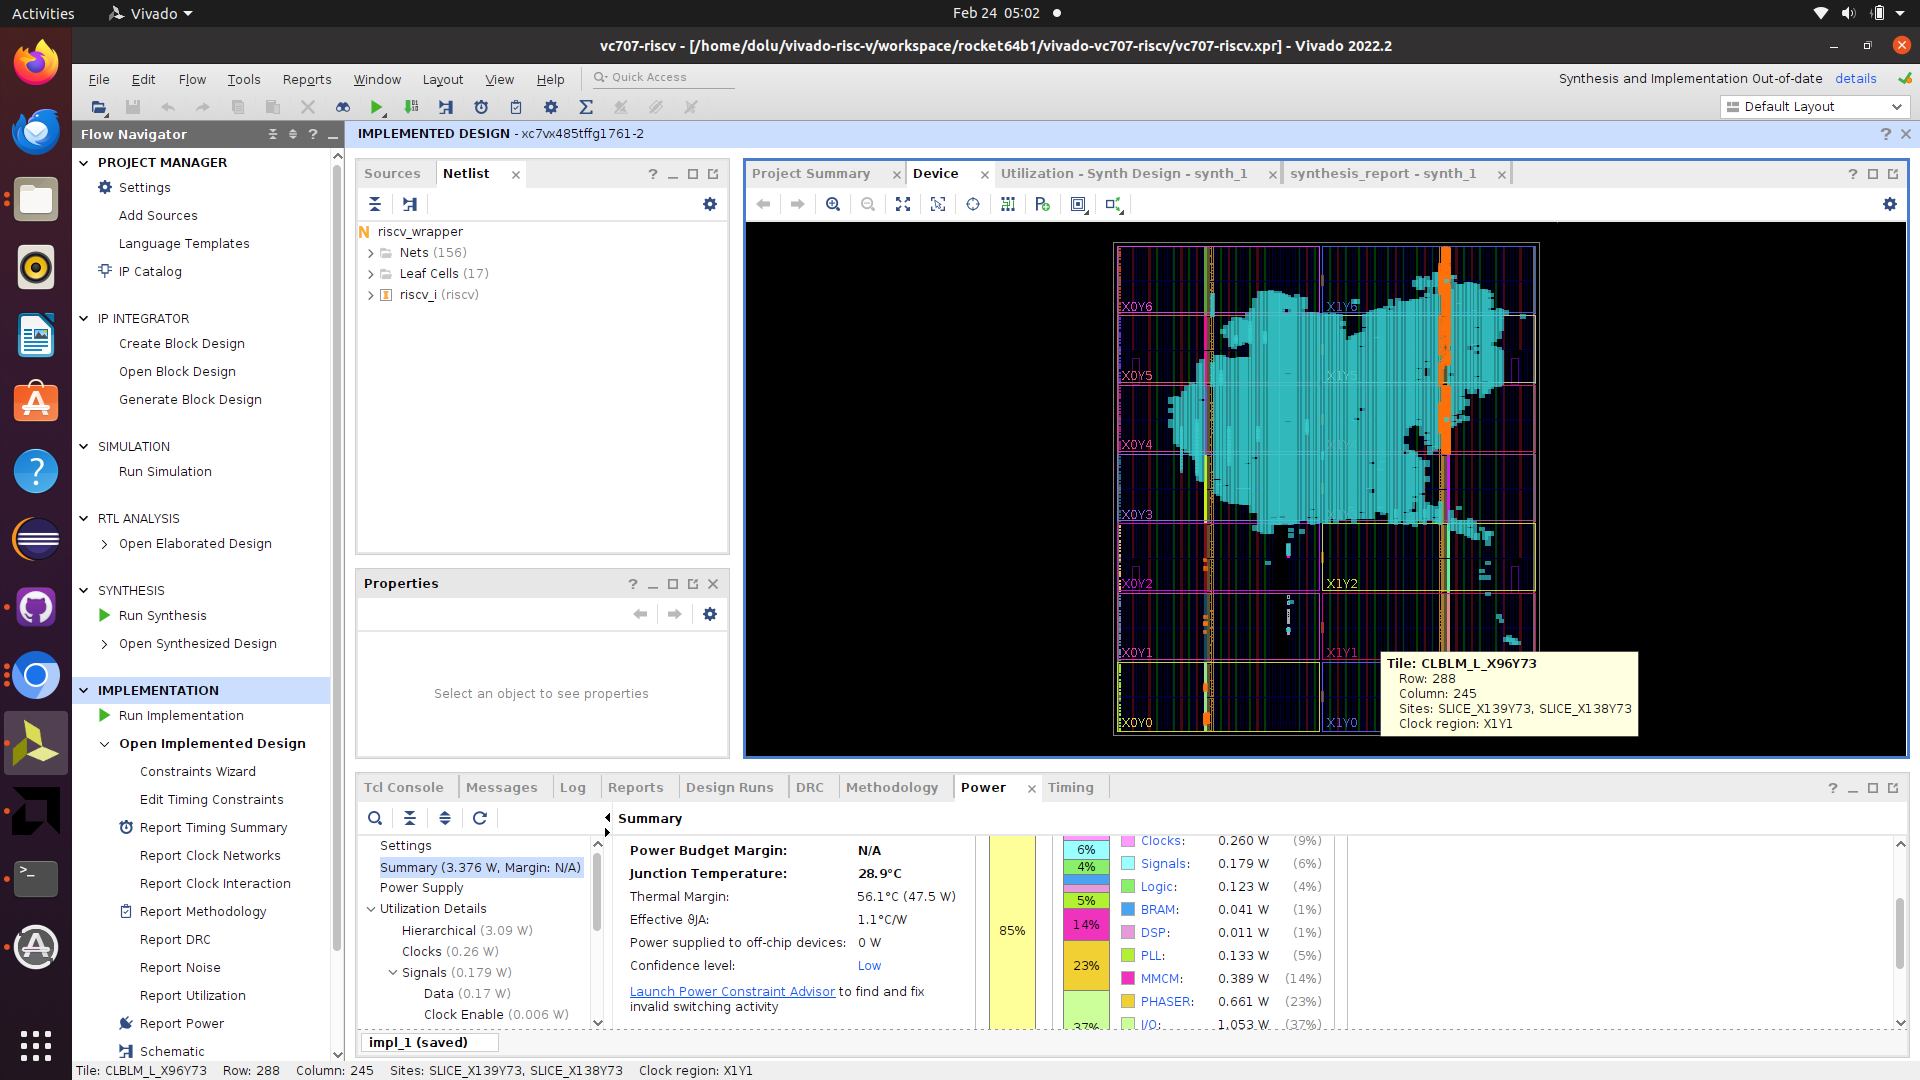 Activities
Vivado
Feb 24 05:02
vc707-riscv - [/home/dolu/vivado-risc-v/workspace/rocket64b1/vivado-vc707-riscv/vc707-riscv.xpr] - Vivado 2022.2
File Edit Flow Tools Reports Window Layout View Help
Quick Access
Synthesis and Implementation Out-of-date details
Default Layout
Flow Navigator
PROJECT MANAGER
Settings
Add Sources
Language Templates
IP Catalog
IP INTEGRATOR
Create Block Design
Open Block Design
Generate Block Design
SIMULATION
Run Simulation
RTL ANALYSIS
Open Elaborated Design
SYNTHESIS
Run Synthesis
Open Synthesized Design
IMPLEMENTATION
Run Implementation
Open Implemented Design
Constraints Wizard
Edit Timing Constraints
Report Timing Summary
Report Clock Networks
Report Clock Interaction
Report Methodology
Report DRC
Report Noise
Report Utilization
Report Power
Schematic
IMPLEMENTED DESIGN - xc7vx485tffg1761-2
Sources Netlist
riscv_wrapper
Nets (156)
Leaf Cells (17)
riscv_i (riscv)
Properties
Select an object to see properties
Project Summary Device Utilization - Synth Design - synth_1 synthesis_report - synth_1
X0Y6 X1Y6
X0Y5 X1Y5
X0Y4
X0Y3
X0Y2 X1Y2
X0Y1 X1Y1
X0Y0 X1Y0
Tile: CLBLM_L_X96Y73
Row: 288
Column: 245
Sites: SLICE_X139Y73, SLICE_X138Y73
Clock region: X1Y1
Tcl Console Messages Log Reports Design Runs DRC Methodology Power Timing
Summary
Settings
Summary (3.376 W, Margin: N/A)
Power Supply
Utilization Details
Hierarchical (3.09 W)
Clocks (0.26 W)
Signals (0.179 W)
Data (0.17 W)
Clock Enable (0.006 W)
Power Budget Margin: N/A
Junction Temperature: 28.9°C
Thermal Margin: 56.1°C (47.5 W)
Effective ϑJA: 1.1°C/W
Power supplied to off-chip devices: 0 W
Confidence level: Low
Launch Power Constraint Advisor to find and fix
invalid switching activity
85%
6%
4%
5%
14%
23%
37%
Clocks: 0.260 W (9%)
Signals: 0.179 W (6%)
Logic: 0.123 W (4%)
BRAM: 0.041 W (1%)
DSP: 0.011 W (1%)
PLL: 0.133 W (5%)
MMCM: 0.389 W (14%)
PHASER: 0.661 W (23%)
I/O: 1.053 W (37%)
impl_1 (saved)
Tile: CLBLM_L_X96Y73 Row: 288 Column: 245 Sites: SLICE_X139Y73, SLICE_X138Y73 Clock region: X1Y1